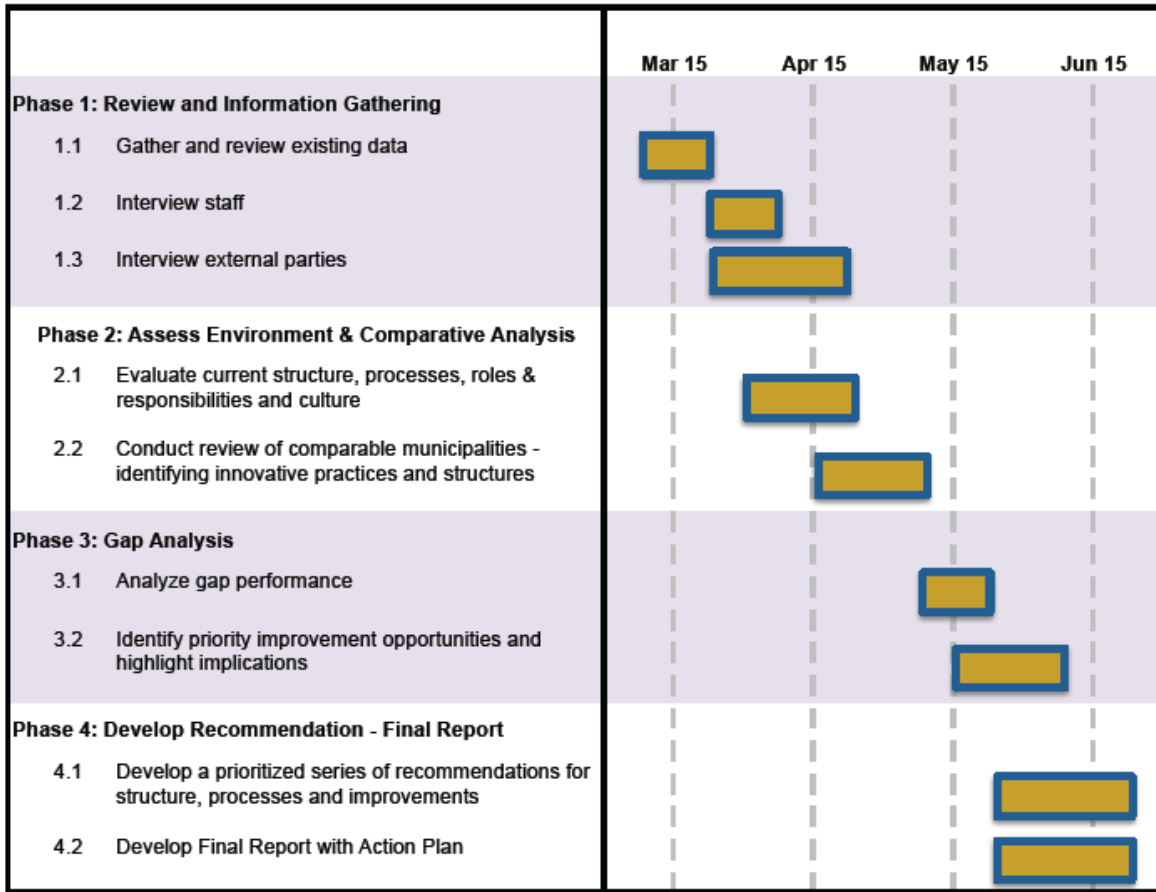 Mar 15 Apr 15 May 15 Jun 15
Phase 1: Review and Information Gathering
1.1 Gather and review existing data
1.2 Interview staff
1.3 Interview external parties
Phase 2: Assess Environment & Comparative Analysis
2.1 Evaluate current structure, processes, roles &
responsibilities and culture
2.2 Conduct review of comparable municipalities -
identifying innovative practices and structures
Phase 3: Gap Analysis
3.1 Analyze gap performance
3.2 Identify priority improvement opportunities and
highlight implications
Phase 4: Develop Recommendation - Final Report
4.1 Develop a prioritized series of recommendations for
structure, processes and improvements
4.2 Develop Final Report with Action Plan